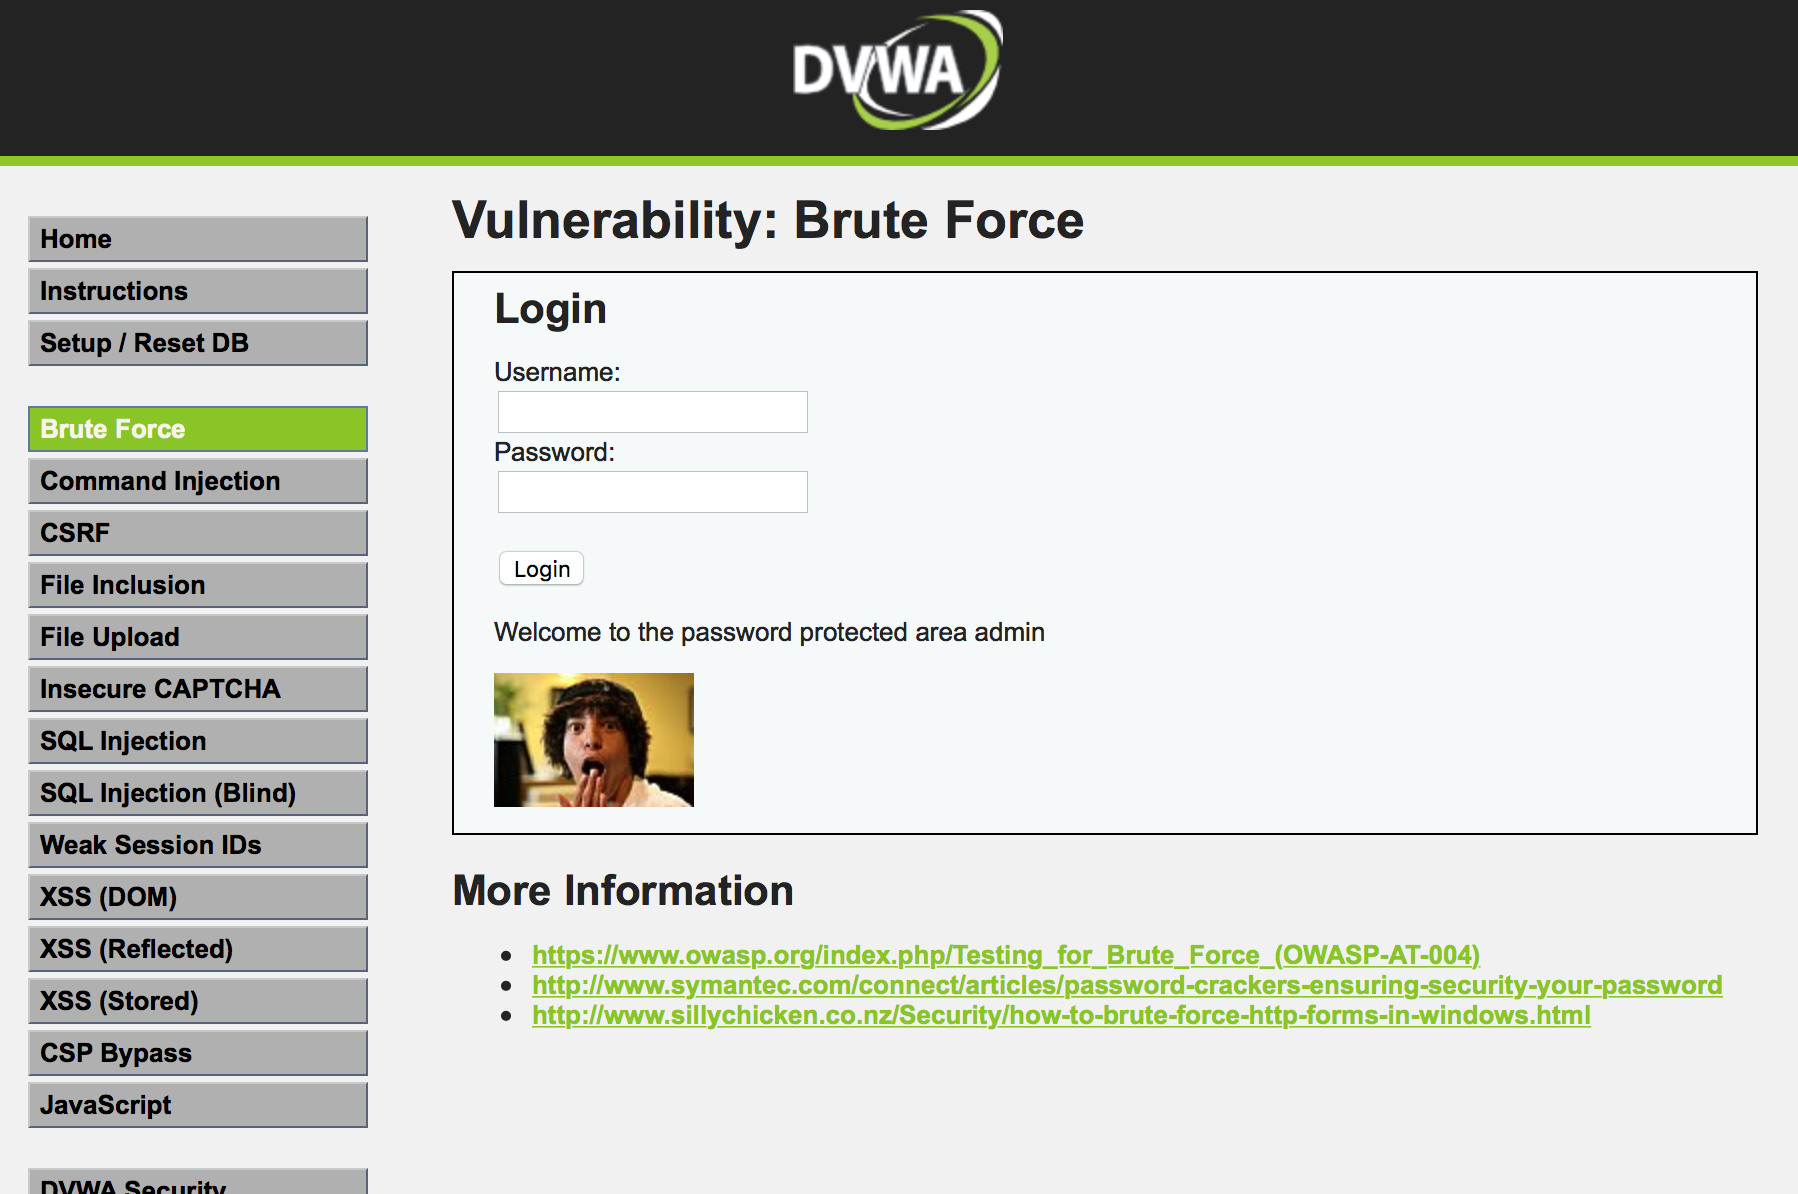 DVWA
Home
Instructions
Setup / Reset DB
Brute Force
Command Injection
CSRF
File Inclusion
File Upload
Insecure CAPTCHA
SQL Injection
SQL Injection (Blind)
Weak Session IDs
XSS (DOM)
XSS (Reflected)
XSS (Stored)
CSP Bypass
JavaScript
DVWA Security
Vulnerability: Brute Force
Login
Username:
Password:
Login
Welcome to the password protected area admin
More Information
https://www.owasp.org/index.php/Testing_for_Brute_Force_(OWASP-AT-004)
http://www.symantec.com/connect/articles/password-crackers-ensuring-security-your-password
http://www.sillychicken.co.nz/Security/how-to-brute-force-http-forms-in-windows.html